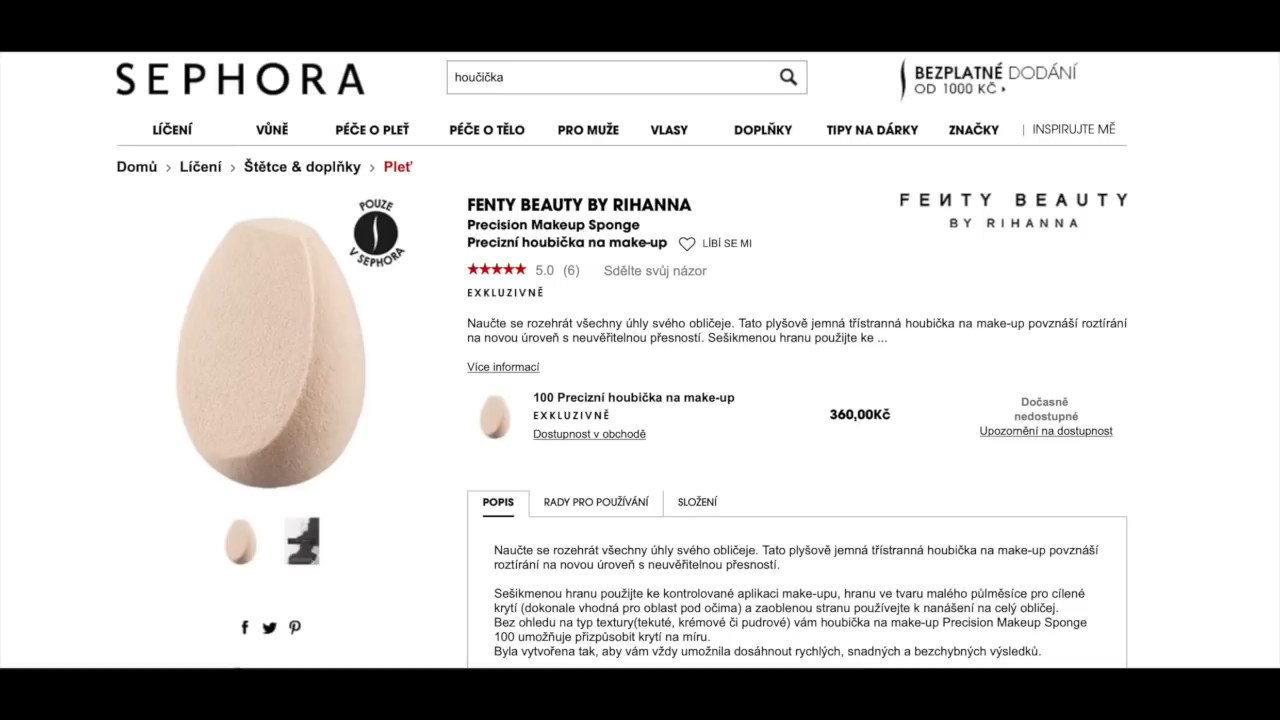 SEPHORA
houčička
BEZPLATNÉ DODÁNÍ
OD 1000 KČ
LÍČENÍ VŮNĚ PÉČE O PLEŤ PÉČE O TĚLO PRO MUŽE VLASY DOPLŇKY TIPY NA DÁRKY ZNAČKY | INSPIRUJTE MĚ
Domů › Líčení › Štětce & doplňky › Pleť
POUZE
V SEPHORA
FENTY BEAUTY BY RIHANNA
Precision Makeup Sponge
Precizní houbička na make-up LÍBÍ SE MI
5.0 (6) Sdělte svůj názor
EXKLUZIVNĚ
FENTY BEAUTY
BY RIHANNA
Naučte se rozehrát všechny úhly svého obličeje. Tato plyšově jemná třístranná houbička na make-up povznáší roztírání
na novou úroveň s neuvěřitelnou přesností. Sešikmenou hranu použijte ke ...
Více informací
100 Precizní houbička na make-up
EXKLUZIVNĚ
Dostupnost v obchodě
360,00Kč
Dočasně
nedostupné
Upozornění na dostupnost
POPIS RADY PRO POUŽÍVÁNÍ SLOŽENÍ
Naučte se rozehrát všechny úhly svého obličeje. Tato plyšově jemná třístranná houbička na make-up povznáší
roztírání na novou úroveň s neuvěřitelnou přesností.
Sešikmenou hranu použijte ke kontrolované aplikaci make-upu, hranu ve tvaru malého půlměsíce pro cílené
krytí (dokonale vhodná pro oblast pod očima) a zaoblenou stranu používejte k nanášení na celý obličej.
Bez ohledu na typ textury(tekuté, krémové či pudrové) vám houbička na make-up Precision Makeup Sponge
100 umožňuje přizpůsobit krytí na míru.
Byla vytvořena tak, aby vám vždy umožnila dosáhnout rychlých, snadných a bezchybných výsledků.